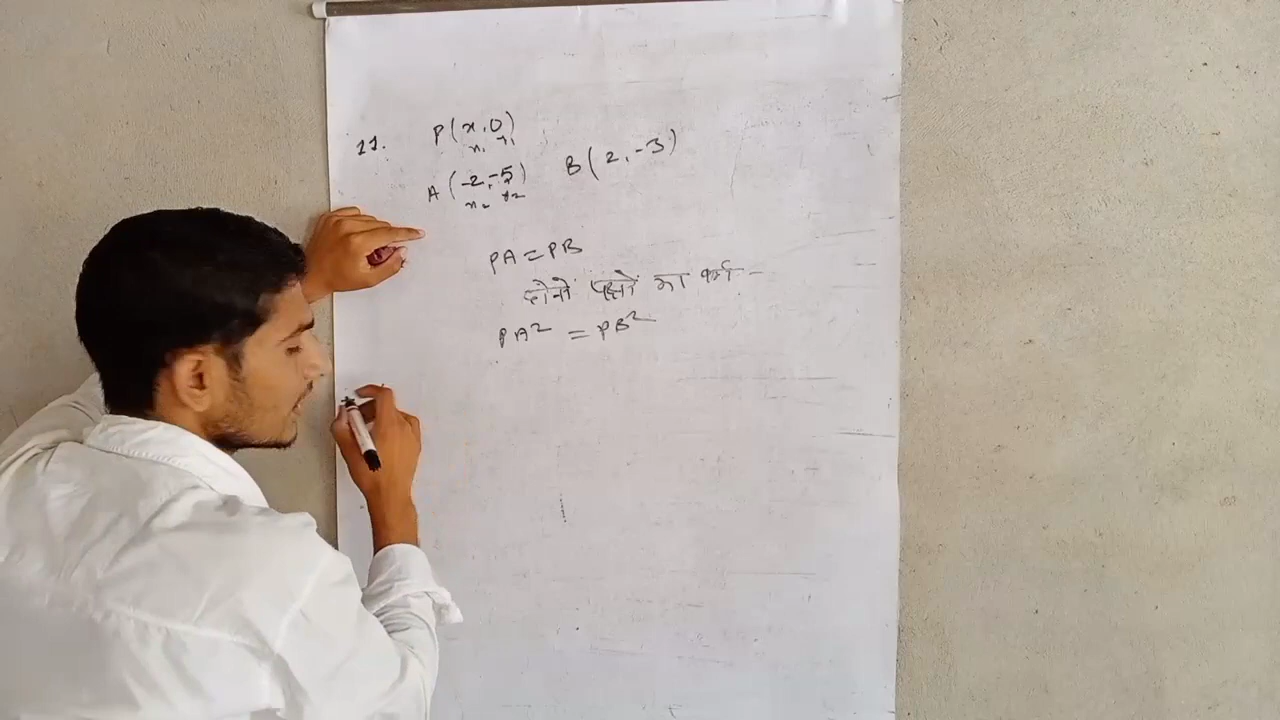 11. P(x, 0)
x₁ y₁
A(-2, -5) B(2, -3)
x₂ y₂
PA = PB
दोनो पक्षों का वर्ग -
PA² = PB²